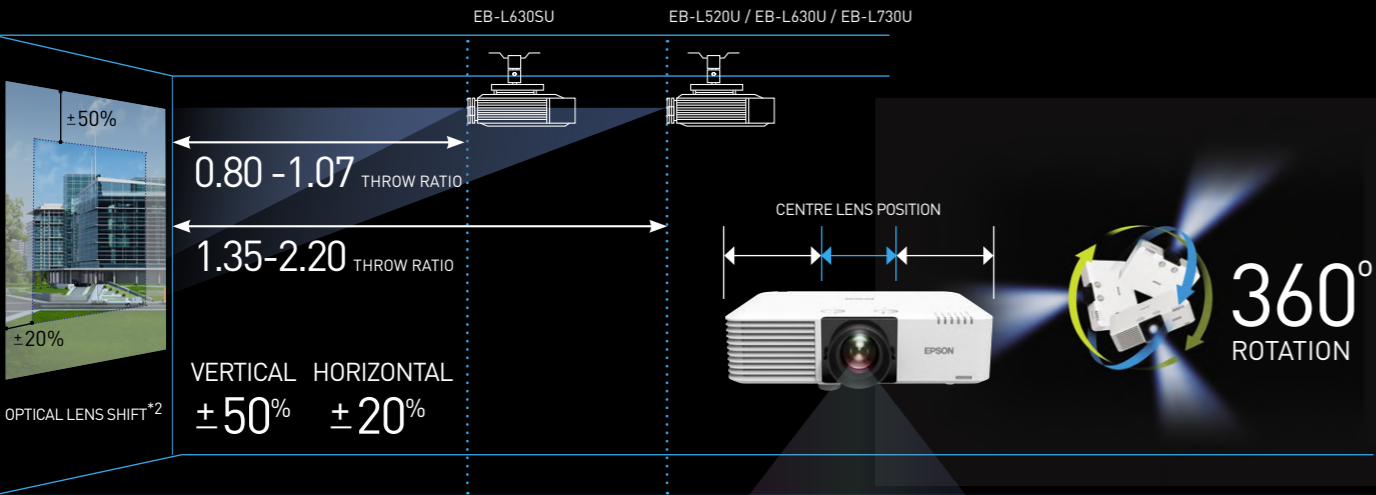 EB-L630SU
EB-L520U / EB-L630U / EB-L730U
±50%
0.80 -1.07 THROW RATIO
CENTRE LENS POSITION
1.35-2.20 THROW RATIO
360°
ROTATION
EPSON
EPSON
±20%
VERTICAL HORIZONTAL
±50% ±20%
OPTICAL LENS SHIFT*2